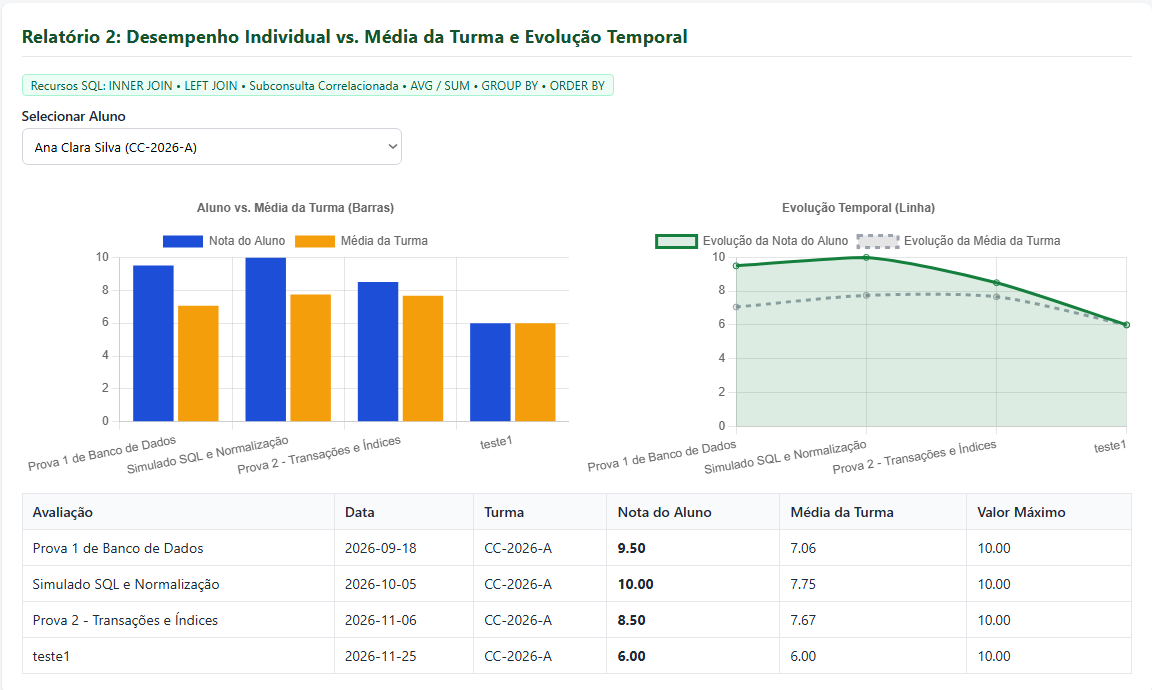 Relatório 2: Desempenho Individual vs. Média da Turma e Evolução Temporal
Recursos SQL: INNER JOIN • LEFT JOIN • Subconsulta Correlacionada • AVG / SUM • GROUP BY • ORDER BY
Selecionar Aluno
Ana Clara Silva (CC-2026-A)
Aluno vs. Média da Turma (Barras)
Nota do Aluno Média da Turma
10
8
6
4
2
0
Prova 1 de Banco de Dados
Simulado SQL e Normalização
Prova 2 - Transações e Índices
teste1
Evolução Temporal (Linha)
Evolução da Nota do Aluno Evolução da Média da Turma
10
8
6
4
2
0
Prova 1 de Banco de Dados
Simulado SQL e Normalização
Prova 2 - Transações e Índices
teste1
Avaliação Data Turma Nota do Aluno Média da Turma Valor Máximo
Prova 1 de Banco de Dados 2026-09-18 CC-2026-A 9.50 7.06 10.00
Simulado SQL e Normalização 2026-10-05 CC-2026-A 10.00 7.75 10.00
Prova 2 - Transações e Índices 2026-11-06 CC-2026-A 8.50 7.67 10.00
teste1 2026-11-25 CC-2026-A 6.00 6.00 10.00